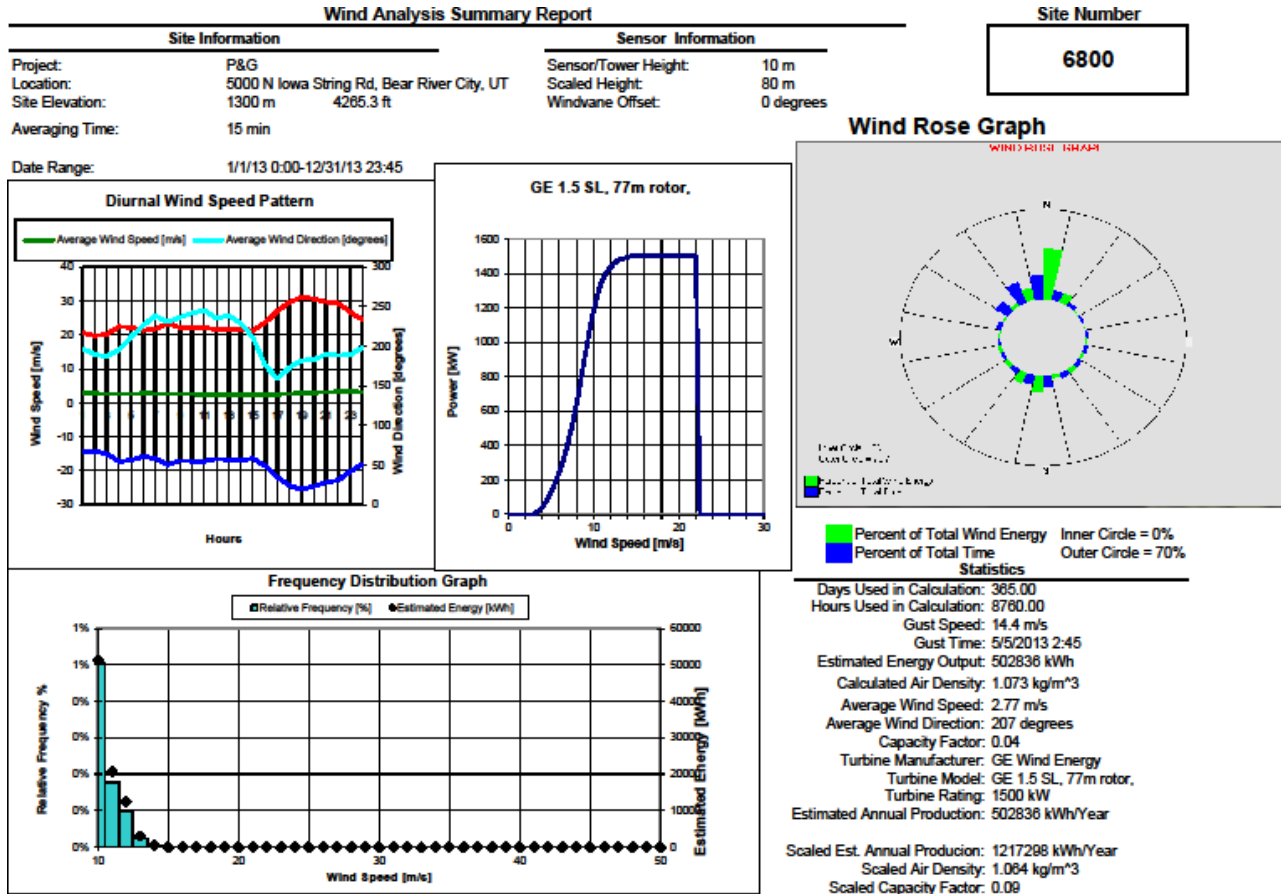 Wind Analysis Summary Report
Site Number
6800
Site Information
Sensor Information
Project: P&G
Location: 5000 N Iowa String Rd, Bear River City, UT
Site Elevation: 1300 m 4265.3 ft
Averaging Time: 15 min
Date Range: 1/1/13 0:00-12/31/13 23:45
Sensor/Tower Height: 10 m
Scaled Height: 80 m
Windvane Offset: 0 degrees
Wind Rose Graph
WIND ROSE GRAPH
N
W
Diurnal Wind Speed Pattern
Average Wind Speed [m/s] Average Wind Direction [degrees]
40
30
20
10
0
-10
-20
-30
Wind Speed [m/s]
300
250
200
150
100
50
0
Wind Direction [degrees]
Hours
GE 1.5 SL, 77m rotor,
1600
1400
1200
1000
800
600
400
200
0
Power [kW]
0 10 20 30
Wind Speed [m/s]
Percent of Total Wind Energy Inner Circle = 0%
Percent of Total Time Outer Circle = 70%
Frequency Distribution Graph
Relative Frequency [%] Estimated Energy [kWh]
1%
1%
0%
0%
0%
0%
0%
Relative Frequency %
60000
50000
40000
30000
20000
10000
0
Estimated Energy [kWh]
10 20 30 40 50
Wind Speed [m/s]
Statistics
Days Used in Calculation: 365.00
Hours Used in Calculation: 8760.00
Gust Speed: 14.4 m/s
Gust Time: 5/5/2013 2:45
Estimated Energy Output: 502836 kWh
Calculated Air Density: 1.073 kg/m^3
Average Wind Speed: 2.77 m/s
Average Wind Direction: 207 degrees
Capacity Factor: 0.04
Turbine Manufacturer: GE Wind Energy
Turbine Model: GE 1.5 SL, 77m rotor,
Turbine Rating: 1500 kW
Estimated Annual Production: 502836 kWh/Year
Scaled Est. Annual Producion: 1217298 kWh/Year
Scaled Air Density: 1.064 kg/m^3
Scaled Capacity Factor: 0.09